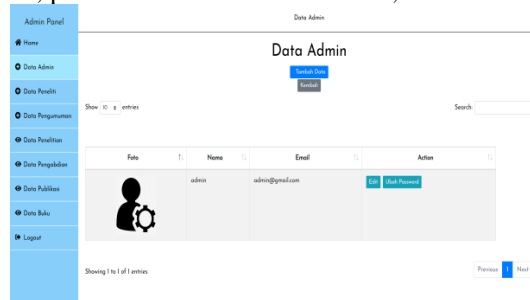 Admin Panel
Home
Data Admin
Data Peneliti
Data Pengumuman
Data Penelitian
Data Pengabdian
Data Publikasi
Data Buku
Logout
Data Admin
Data Admin
Tambah Data
Kembali
Show 10 entries
Search:
Foto Nama Email Action
admin admin@gmail.com Edit Ubah Password
Showing 1 to 1 of 1 entries
Previous 1 Next